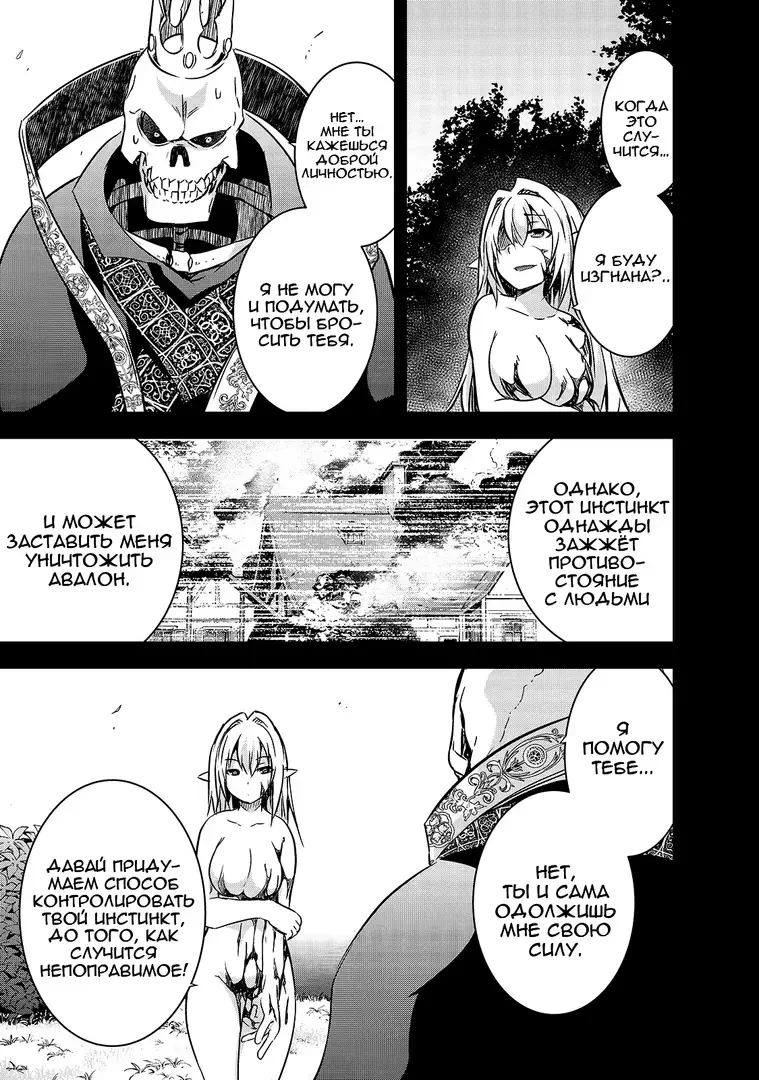 КОГДА
ЭТО
СЛУ-
ЧИТСЯ...
Я БУДУ
ИЗГНАНА?..
НЕТ...
МНЕ ТЫ
КАЖЕШЬСЯ
ДОБРОЙ
ЛИЧНОСТЬЮ.
Я НЕ МОГУ
И ПОДУМАТЬ,
ЧТОБЫ БРО-
СИТЬ ТЕБЯ.
ОДНАКО,
ЭТОТ ИНСТИНКТ
ОДНАЖДЫ
ЗАЖЖЁТ
ПРОТИВО-
СТОЯНИЕ
С ЛЮДЬМИ
И МОЖЕТ
ЗАСТАВИТЬ МЕНЯ
УНИЧТОЖИТЬ
АВАЛОН.
Я
ПОМОГУ
ТЕБЕ...
НЕТ,
ТЫ И САМА
ОДОЛЖИШЬ
МНЕ СВОЮ
СИЛУ.
ДАВАЙ ПРИДУ-
МАЕМ СПОСОБ
КОНТРОЛИРОВАТЬ
ТВОЙ ИНСТИНКТ,
ДО ТОГО, КАК
СЛУЧИТСЯ
НЕПОПРАВИМОЕ!